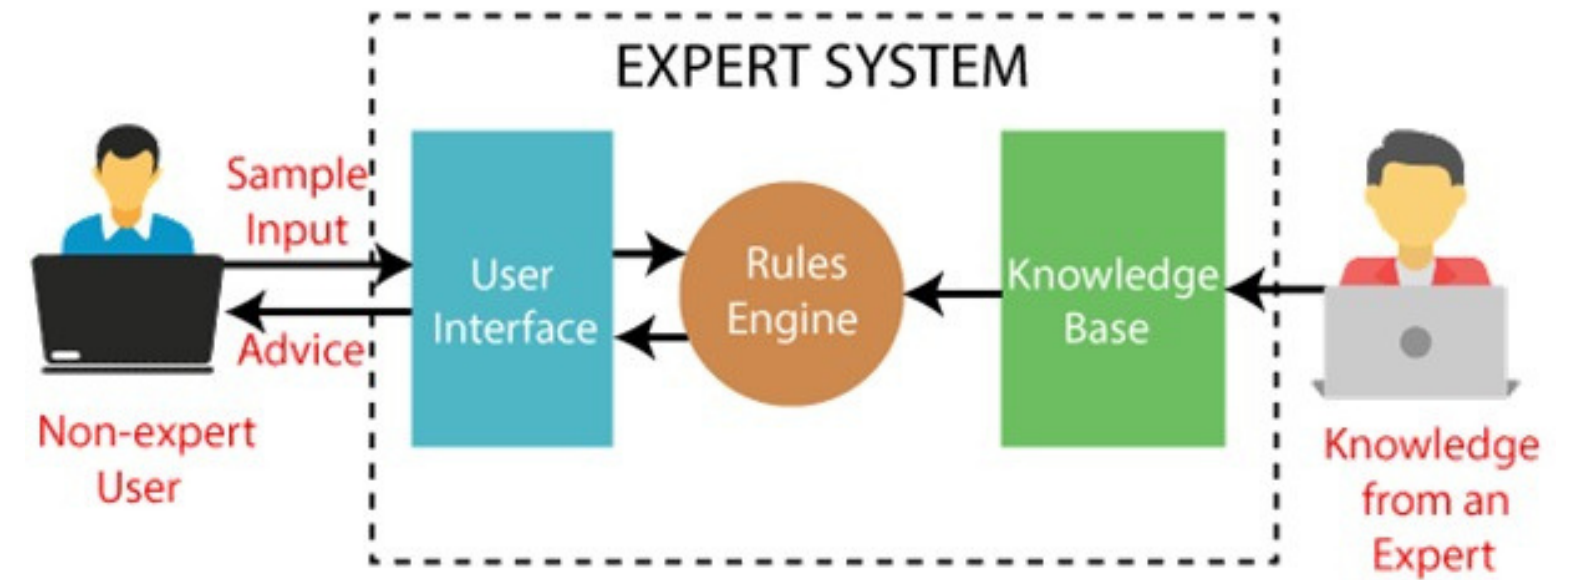 EXPERT SYSTEM
Sample
Input
Advice
Non-expert
User
User
Interface
Rules
Engine
Knowledge
Base
Knowledge
from an
Expert